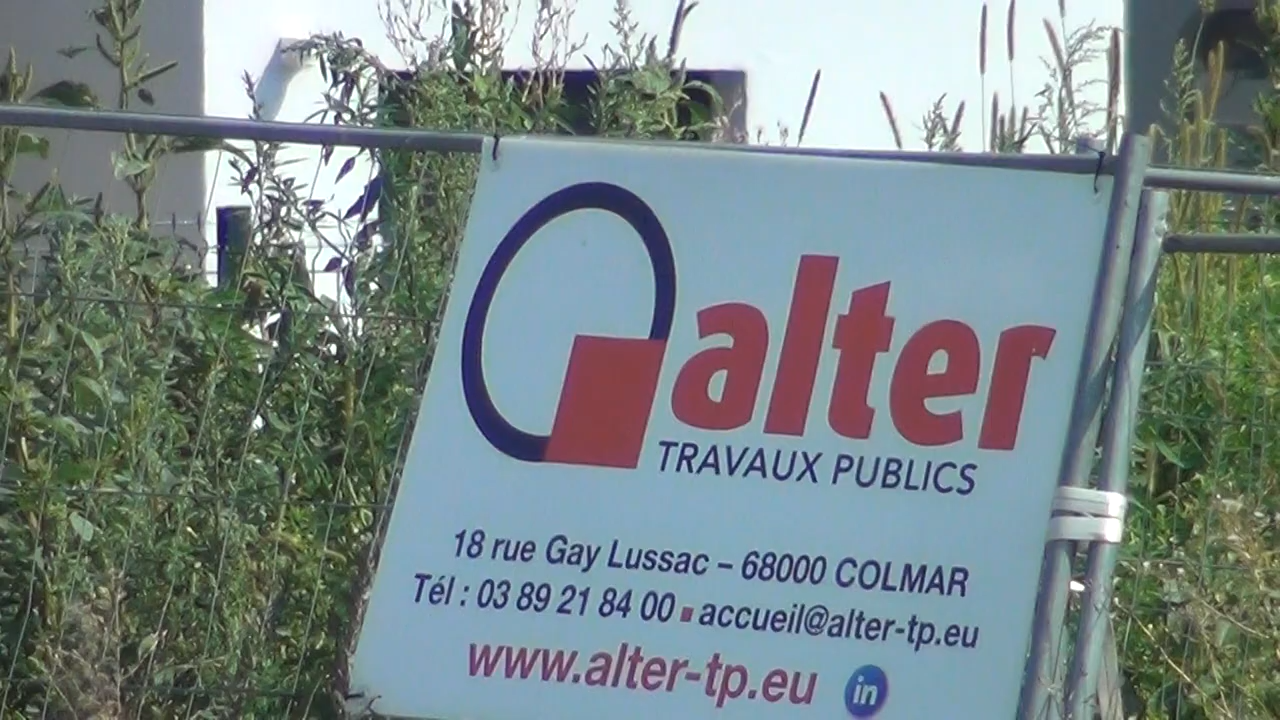 alter
TRAVAUX PUBLICS
18 rue Gay Lussac – 68000 COLMAR
Tél : 03 89 21 84 00 ▪ accueil@alter-tp.eu
www.alter-tp.eu in